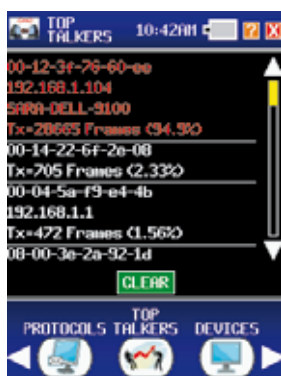 TOP
TALKERS 10:42AM
00-12-3f-76-60-ee
192.168.1.104
SARA-DELL-9100
Tx=28665 Frames (94.9%)
00-14-22-6f-2e-08
Tx=705 Frames (2.33%)
00-04-5a-f9-e4-4b
192.168.1.1
Tx=472 Frames (1.56%)
08-00-3e-2a-92-1d
CLEAR
PROTOCOLS TOP TALKERS DEVICES